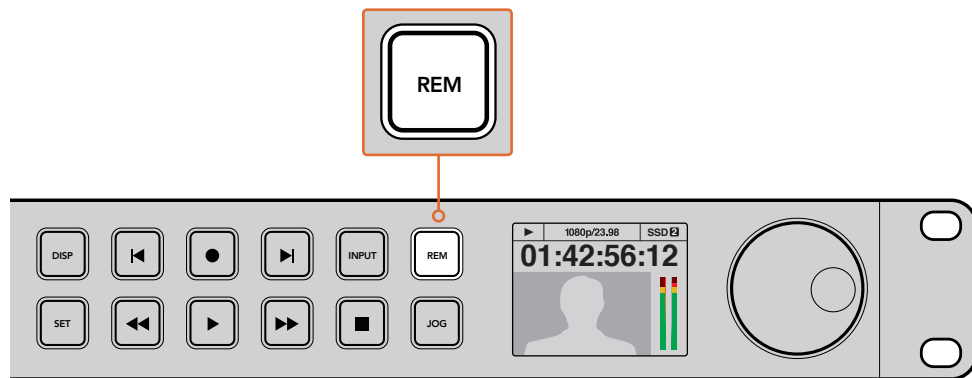 REM
DISP
INPUT
REM
1080p/23.98
SSD 2
01:42:56:12
SET
JOG